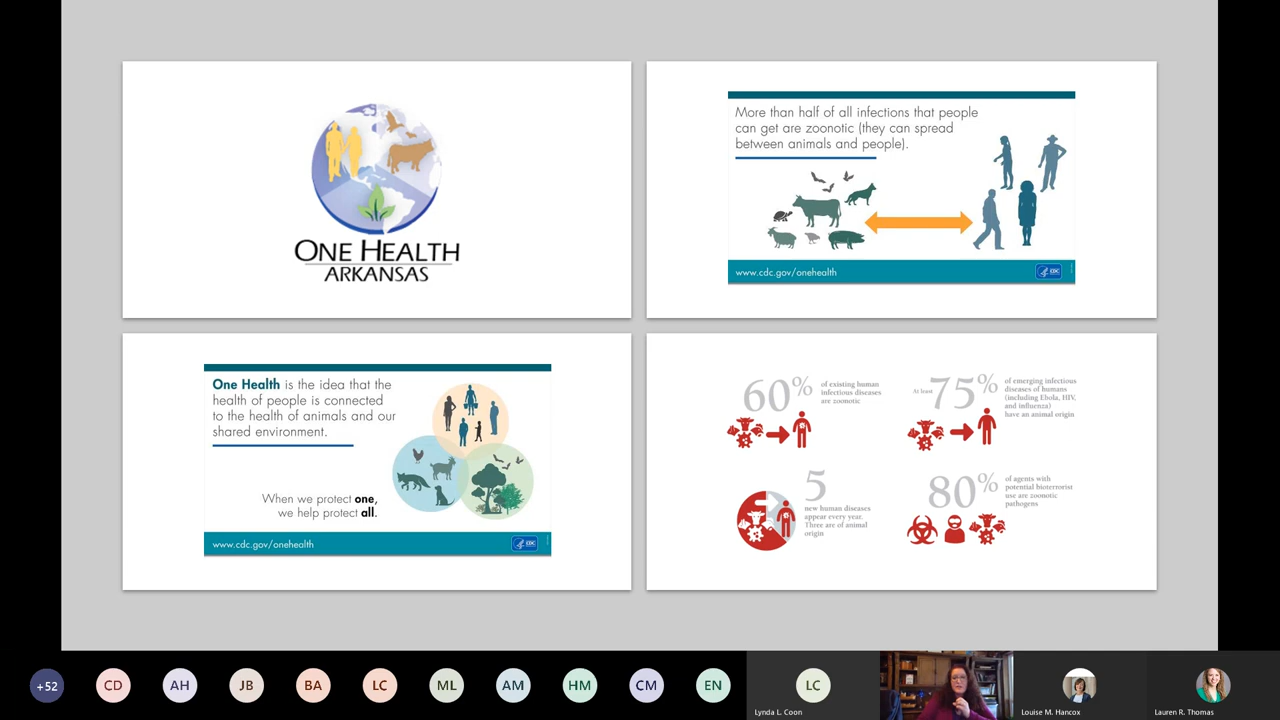 ONE HEALTH
ARKANSAS
More than half of all infections that people
can get are zoonotic (they can spread
between animals and people).
www.cdc.gov/onehealth
CDC
One Health is the idea that the
health of people is connected
to the health of animals and our
shared environment.
When we protect one,
we help protect all.
www.cdc.gov/onehealth
CDC
60%
of existing human
infectious diseases
are zoonotic
At least 75%
of emerging infectious
diseases of humans
(including Ebola, HIV,
and influenza)
have an animal origin
5
new human diseases
appear every year.
Three are of animal
origin
80%
of agents with
potential bioterrorist
use are zoonotic
pathogens
+52
CD
AH
JB
BA
LC
ML
AM
HM
CM
EN
LC
Lynda L. Coon
Louise M. Hancox
Lauren R. Thomas